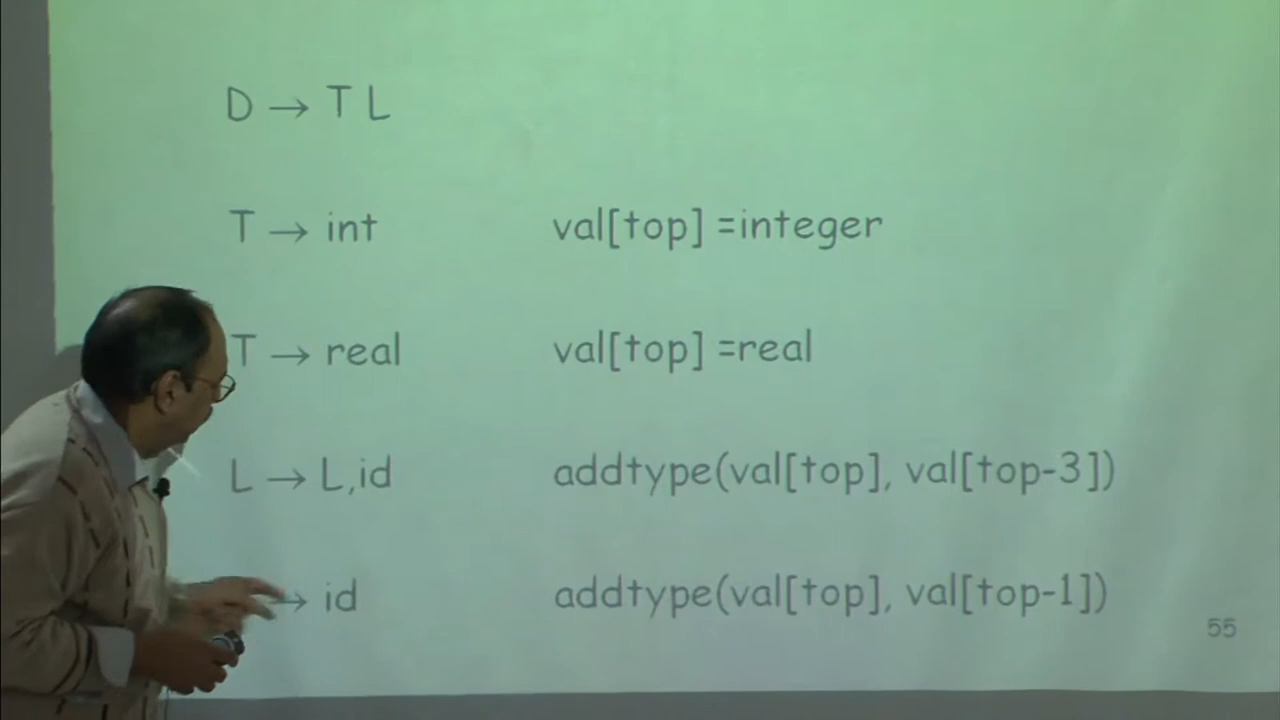 D → T L
T → int val[top] =integer
T → real val[top] =real
L → L,id addtype(val[top], val[top-3])
→ id addtype(val[top], val[top-1])
55